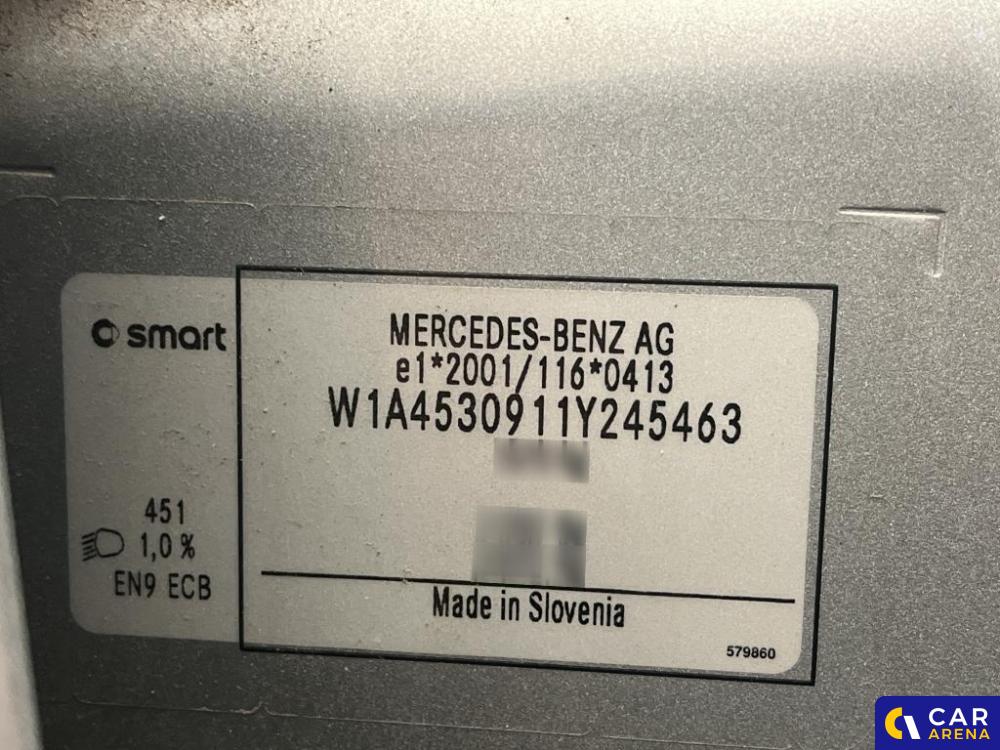 smart
451
1,0 %
EN9 ECB
MERCEDES-BENZ AG
e1*2001/116*0413
W1A4530911Y245463
Made in Slovenia
579860
CAR
ARENA